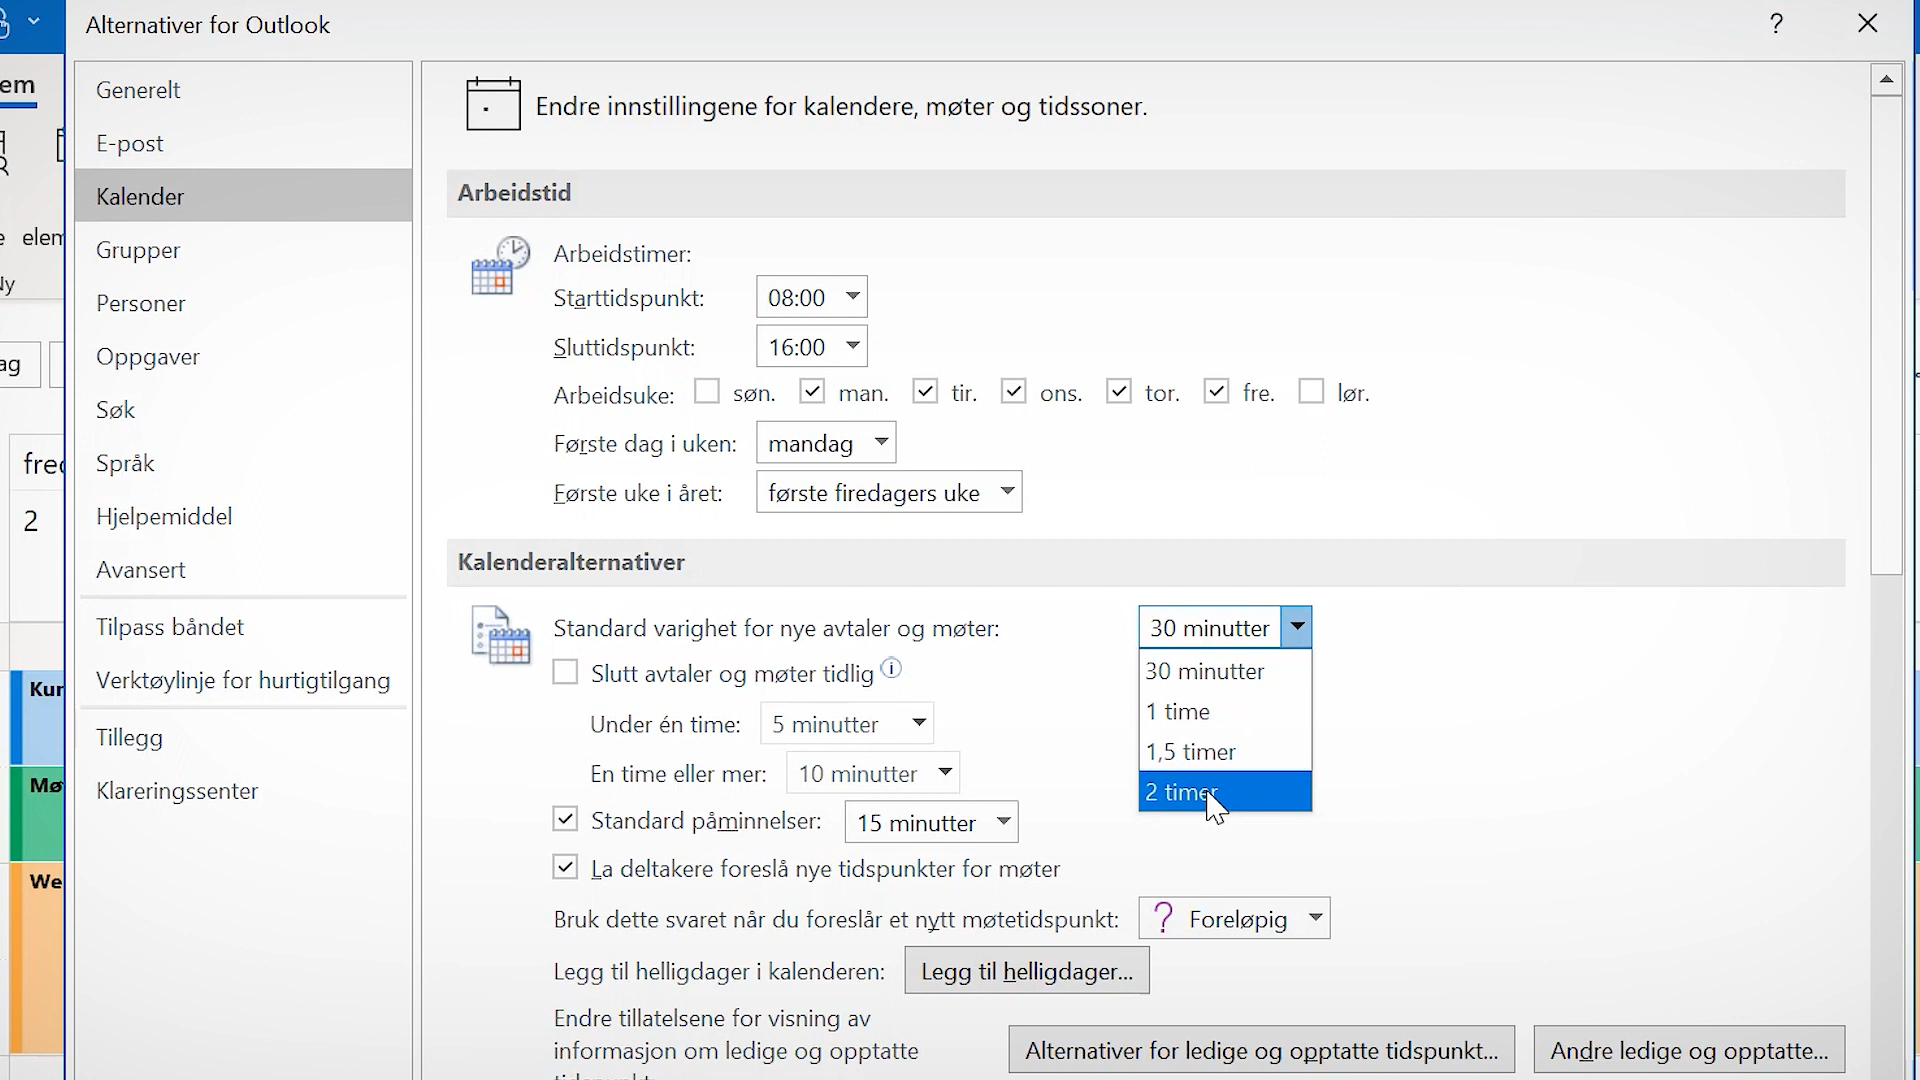 Alternativer for Outlook
?
Generelt
E-post
Kalender
Grupper
Personer
Oppgaver
Søk
Språk
Hjelpemiddel
Avansert
Tilpass båndet
Verktøylinje for hurtigtilgang
Tillegg
Klareringssenter
Endre innstillingene for kalendere, møter og tidssoner.
Arbeidstid
Arbeidstimer:
Starttidspunkt: 08:00
Sluttidspunkt: 16:00
Arbeidsuke: søn. man. tir. ons. tor. fre. lør.
Første dag i uken: mandag
Første uke i året: første firedagers uke
Kalenderalternativer
Standard varighet for nye avtaler og møter: 30 minutter
30 minutter
1 time
1,5 timer
2 timer
Slutt avtaler og møter tidlig
Under én time: 5 minutter
En time eller mer: 10 minutter
Standard påminnelser: 15 minutter
La deltakere foreslå nye tidspunkter for møter
Bruk dette svaret når du foreslår et nytt møtetidspunkt: ? Foreløpig
Legg til helligdager i kalenderen: Legg til helligdager...
Endre tillatelsene for visning av
informasjon om ledige og opptatte
Alternativer for ledige og opptatte tidspunkt...
Andre ledige og opptatte...
em
e elem
Ny
ag
fred
2
Kur
Mø
We